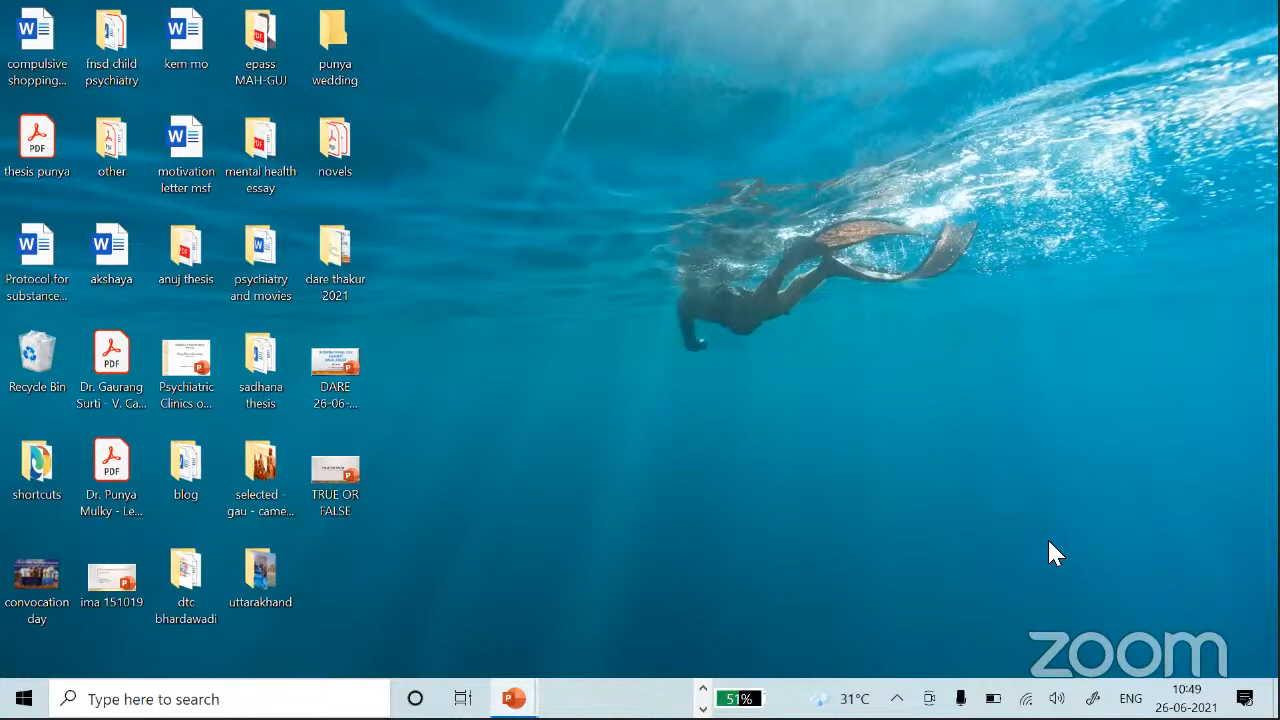 compulsive
shopping...
fnsd child
psychiatry
kem mo
epass
MAH-GUJ
punya
wedding
PDF
thesis punya
other
motivation
letter msf
mental health
essay
novels
Protocol for
substance...
akshaya
anuj thesis
psychiatry
and movies
dare thakur
2021
Recycle Bin
PDF
Dr. Gaurang
Surti - V. Ca...
Psychiatric
Clinics o...
sadhana
thesis
DARE
26-06-...
shortcuts
PDF
Dr. Punya
Mulky - Le...
blog
selected -
gau - came...
TRUE OR
FALSE
convocation
day
ima 151019
dtc
bhardawadi
uttarakhand
zoom
Type here to search
51%
31°C
ENG
10:49
26-06-2021